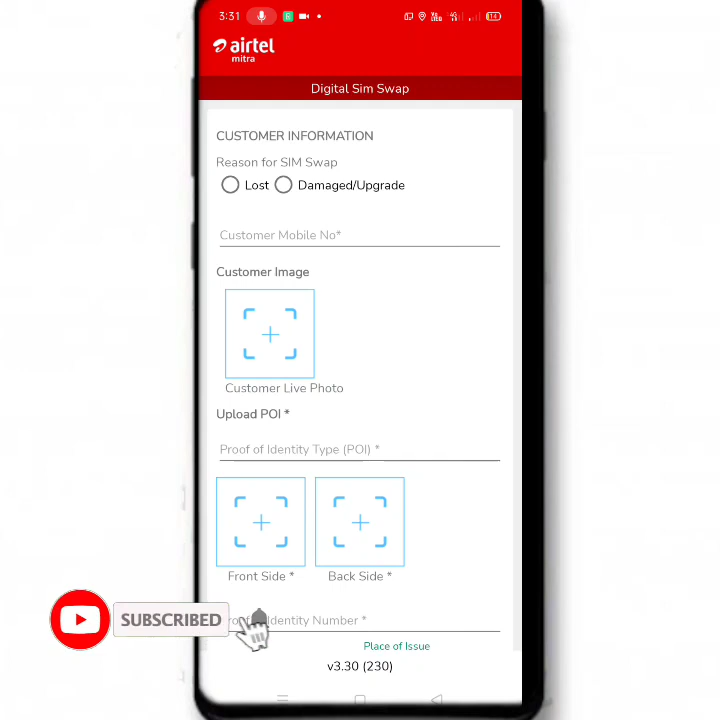 3:31
14
airtel
mitra
Digital Sim Swap
CUSTOMER INFORMATION
Reason for SIM Swap
Lost Damaged/Upgrade
Customer Mobile No*
Customer Image
Customer Live Photo
Upload POI *
Proof of Identity Type (POI) *
Front Side * Back Side *
SUBSCRIBED
Identity Number *
Place of Issue
v3.30 (230)